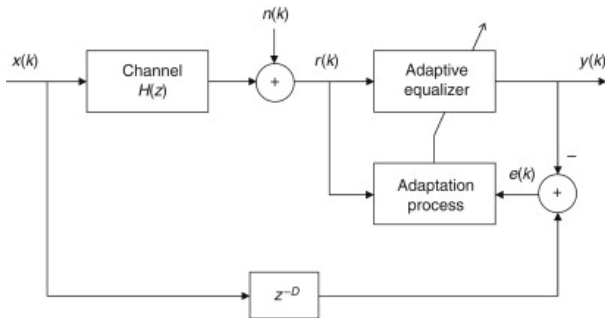 n(k)
x(k)
Channel
H(z)
+
r(k)
Adaptive
equalizer
y(k)
–
Adaptation
process
e(k)
+
z⁻ᴰ